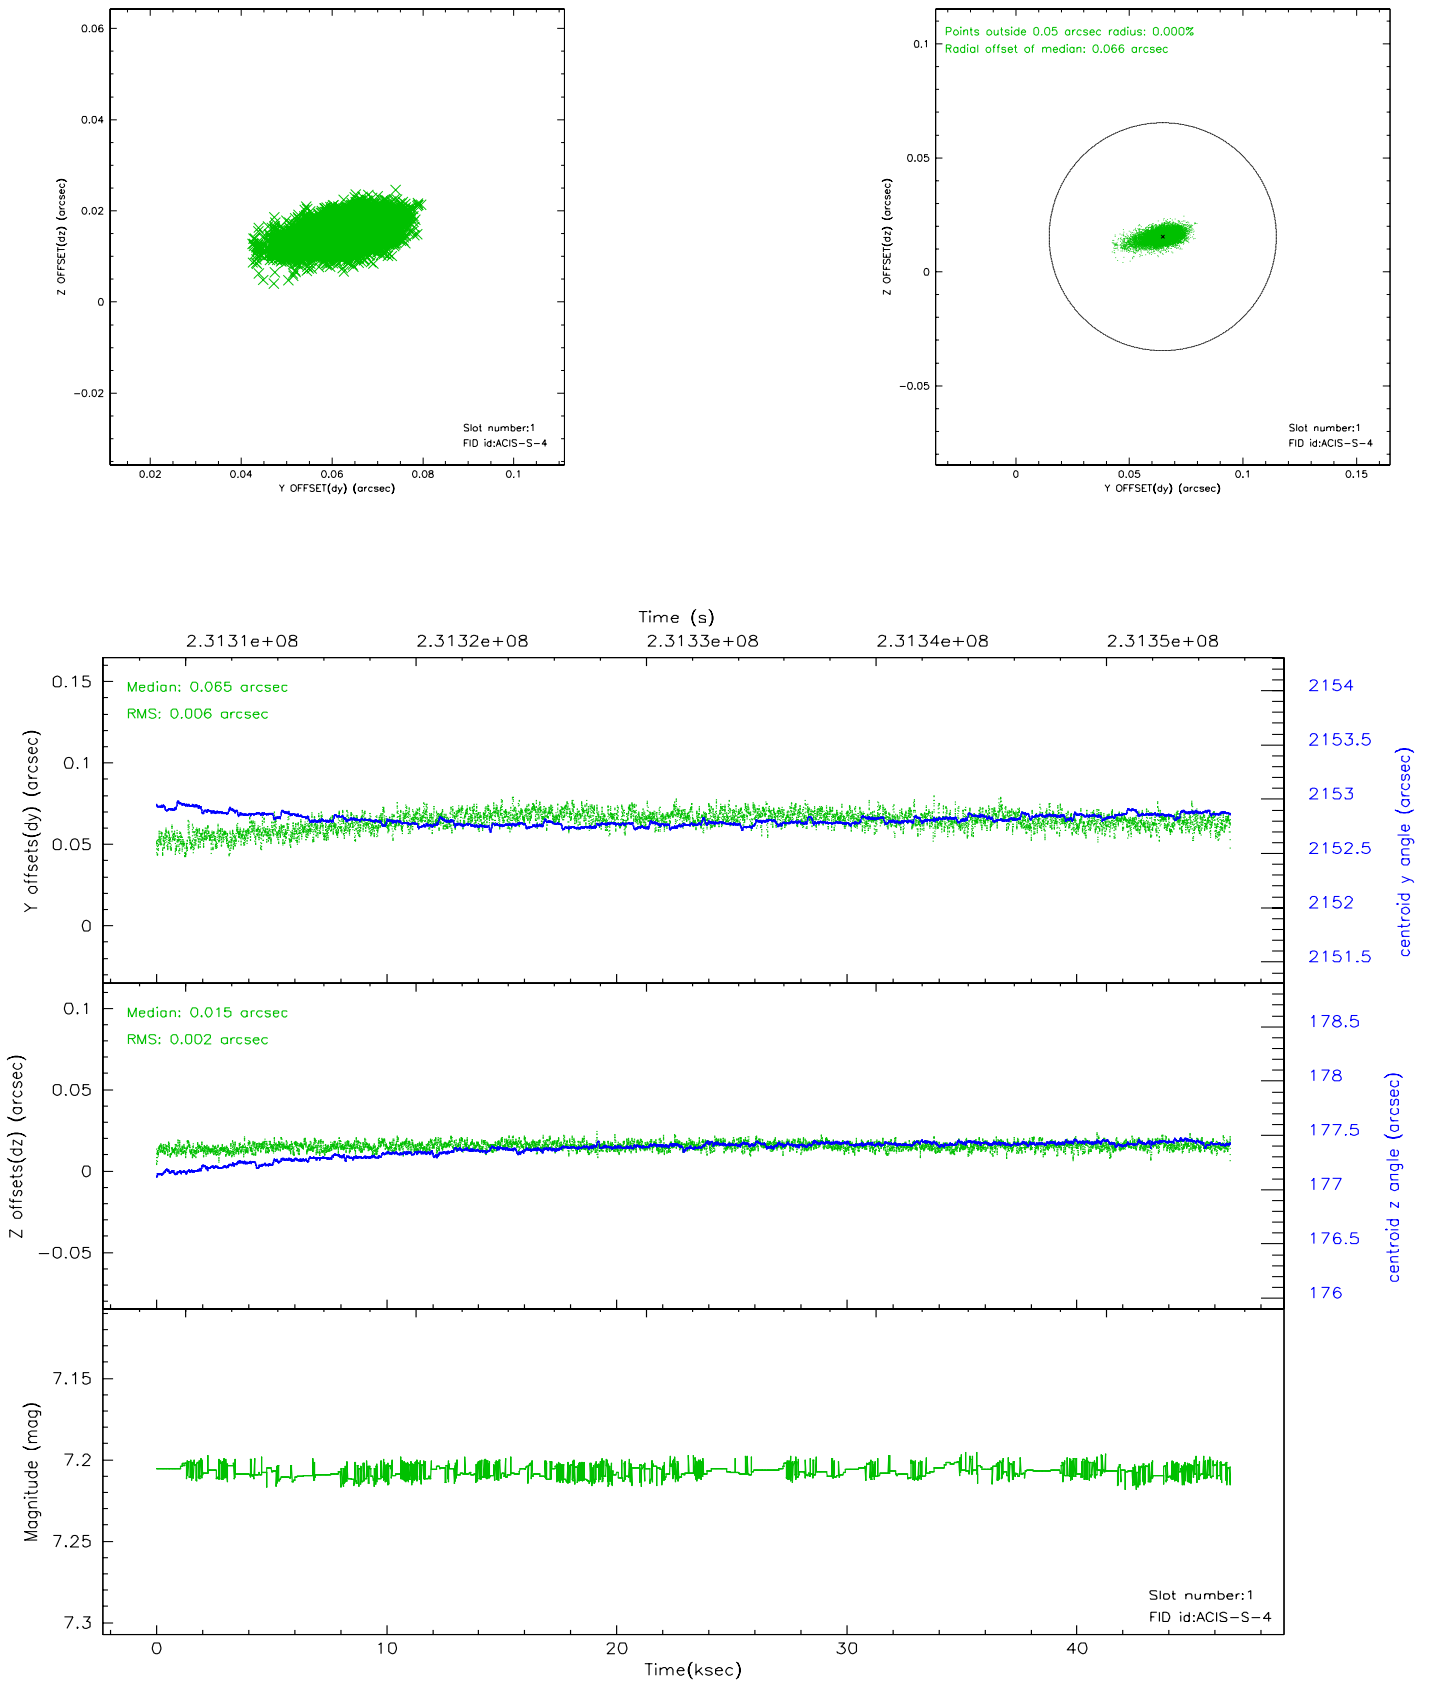 0.06
0.04
0.02
0
−0.02
Z OFFSET(dz) (arcsec)
Slot number:1
FID id:ACIS−S−4
0.02 0.04 0.06 0.08 0.1
Y OFFSET(dy) (arcsec)
Points outside 0.05 arcsec radius: 0.000%
Radial offset of median: 0.066 arcsec
0.1
0.05
0
−0.05
Z OFFSET(dz) (arcsec)
Slot number:1
FID id:ACIS−S−4
0 0.05 0.1 0.15
Y OFFSET(dy) (arcsec)
Time (s)
2.3131e+08 2.3132e+08 2.3133e+08 2.3134e+08 2.3135e+08
Median: 0.065 arcsec
RMS: 0.006 arcsec
0.15
0.1
0.05
0
Y offsets(dy) (arcsec)
2154
2153.5
2153
2152.5
2152
2151.5
centroid y angle (arcsec)
Median: 0.015 arcsec
RMS: 0.002 arcsec
0.1
0.05
0
−0.05
Z offsets(dz) (arcsec)
178.5
178
177.5
177
176.5
176
centroid z angle (arcsec)
7.15
7.2
7.25
7.3
Magnitude (mag)
Slot number:1
FID id:ACIS−S−4
0 10 20 30 40
Time(ksec)